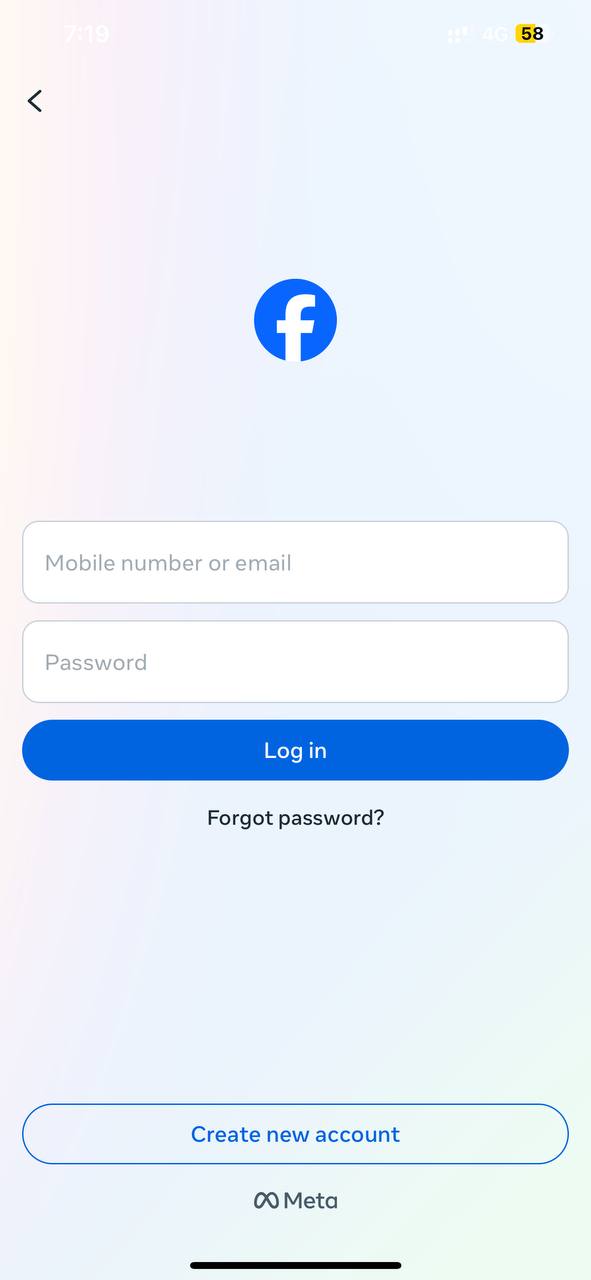 7:19
4G 58
Mobile number or email
Password
Log in
Forgot password?
Create new account
Meta